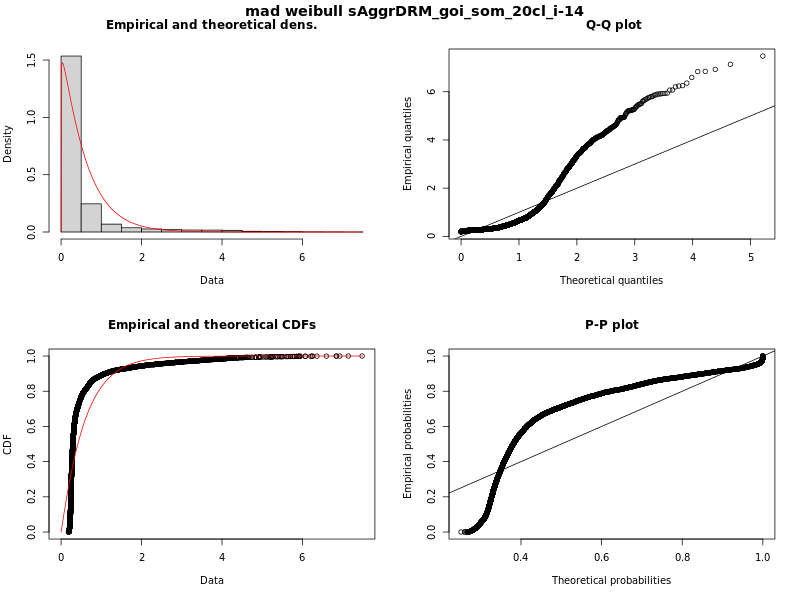 mad weibull sAggrDRM_goi_som_20cl_i-14
Empirical and theoretical dens.
Density
0.0 0.5 1.0 1.5
0 2 4 6
Data
Q-Q plot
Empirical quantiles
0 2 4 6
0 1 2 3 4 5
Theoretical quantiles
Empirical and theoretical CDFs
CDF
0.0 0.2 0.4 0.6 0.8 1.0
0 2 4 6
Data
P-P plot
Empirical probabilities
0.0 0.2 0.4 0.6 0.8 1.0
0.4 0.6 0.8 1.0
Theoretical probabilities